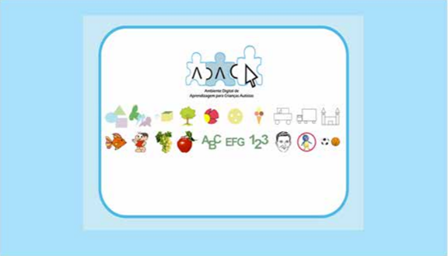 ADACA
Ambiente Digital de
Aprendizagem para Crianças Autistas
ABC EFG 123